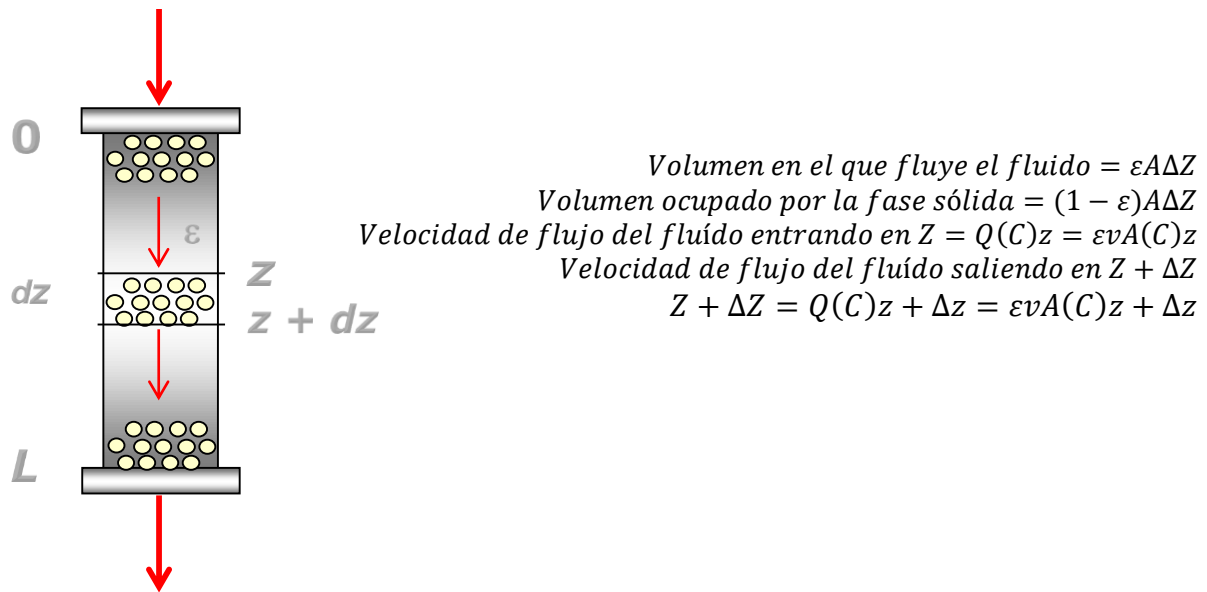 0
ε
z
dz
z + dz
L
Volumen en el que fluye el fluido = εAΔZ
Volumen ocupado por la fase sólida = (1 − ε)AΔZ
Velocidad de flujo del fluído entrando en Z = Q(C)z = εvA(C)z
Velocidad de flujo del fluído saliendo en Z + ΔZ
Z + ΔZ = Q(C)z + Δz = εvA(C)z + Δz